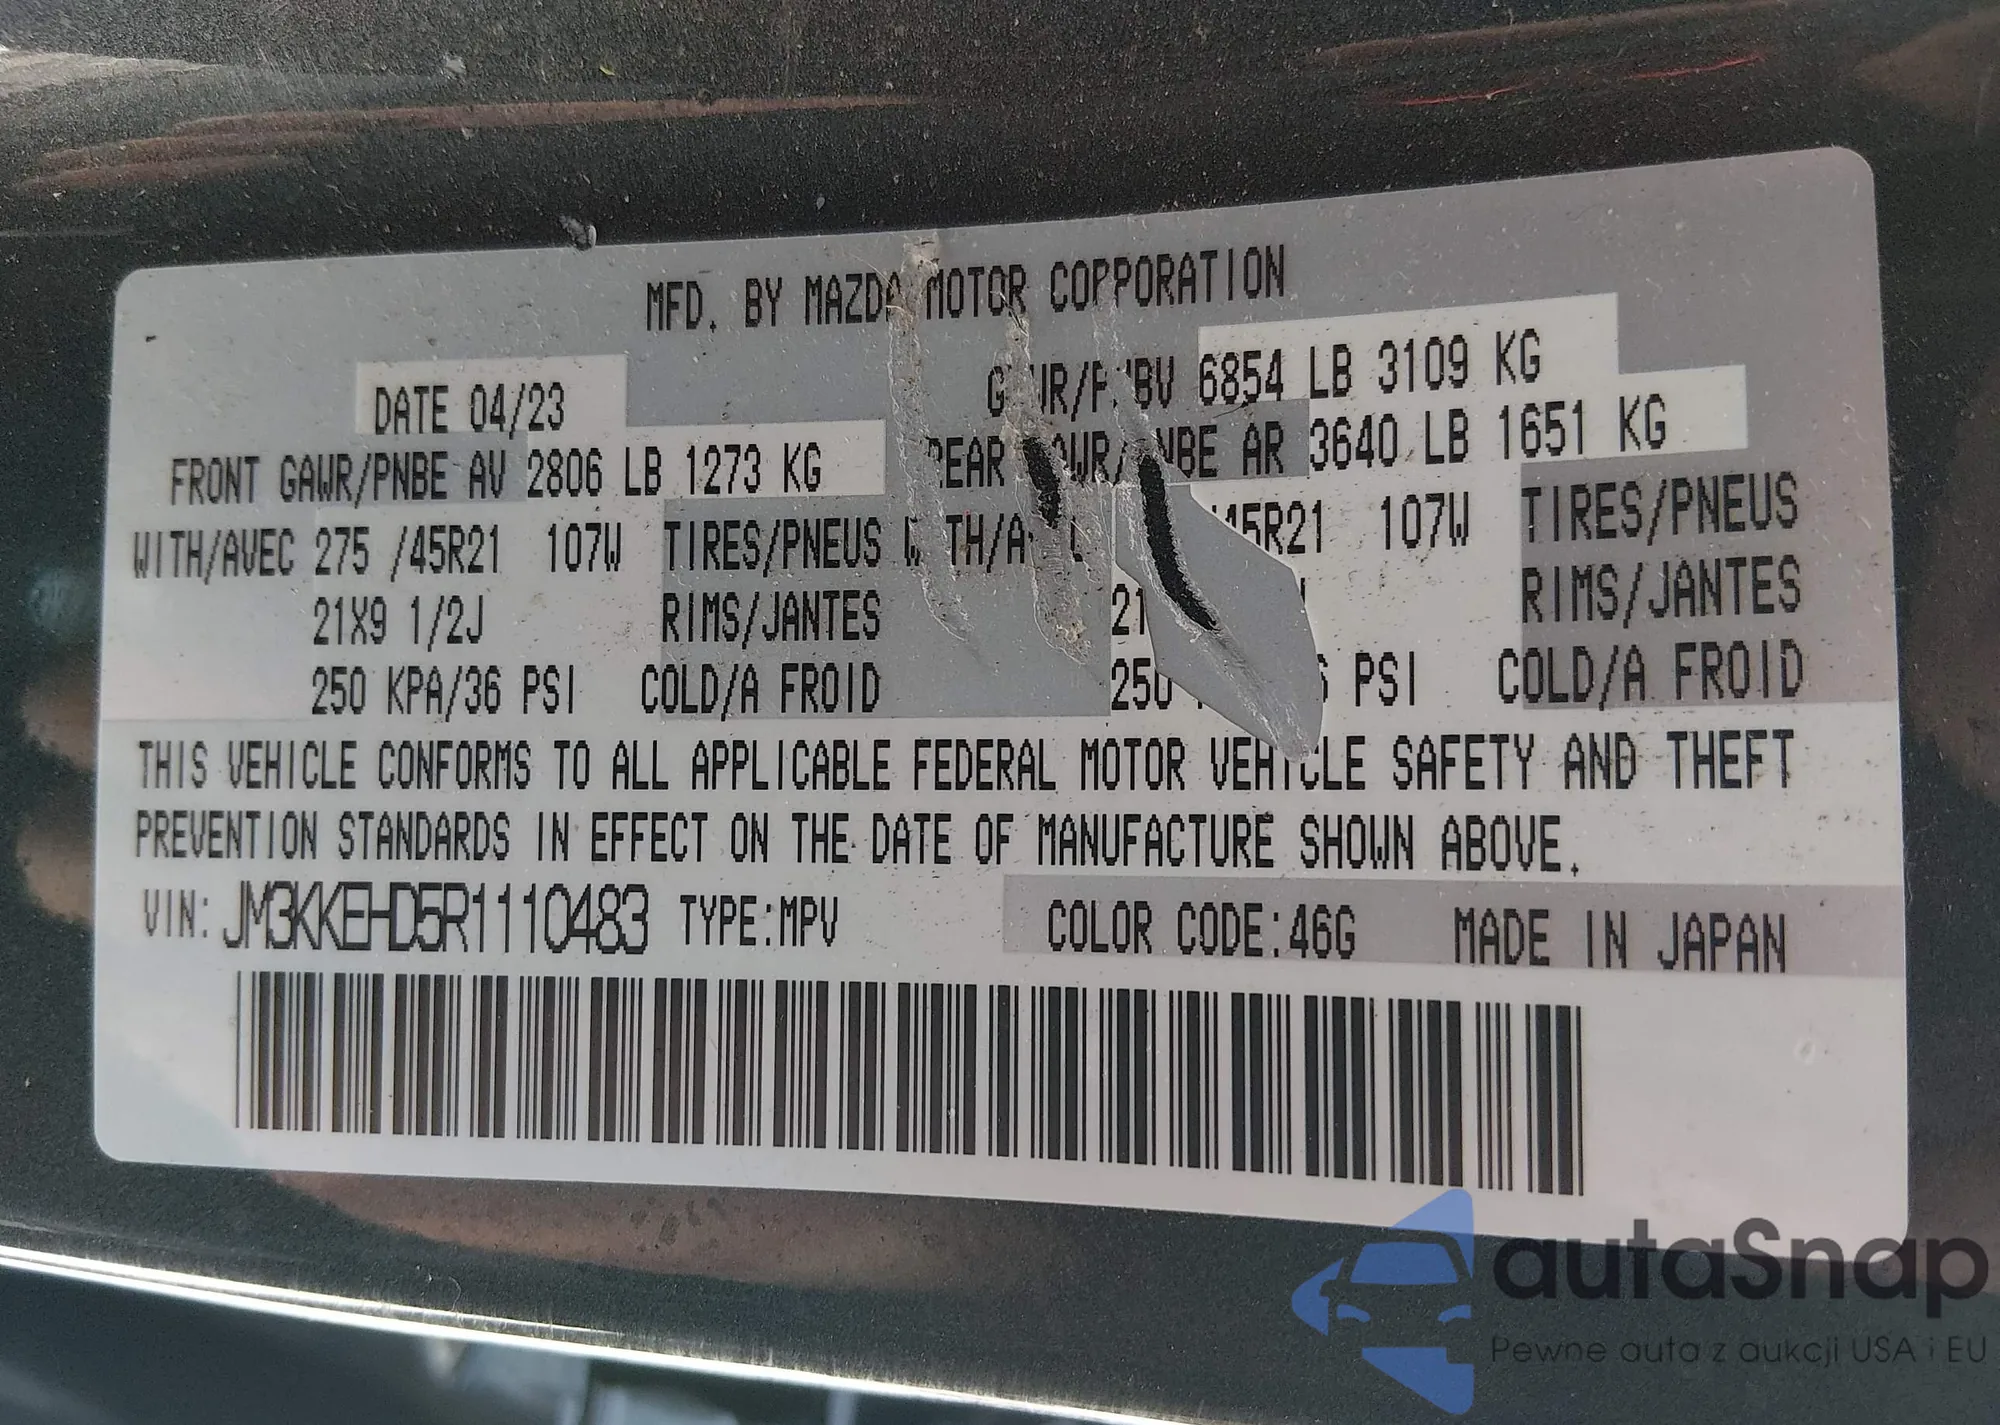 MFD. BY MAZDA MOTOR CORPORATION
DATE 04/23 6854 LB 3109 KG
FRONT GAWR/PNBE AV 2806 LB 1273 KG REAR AR 3640 LB 1651 KG
WITH/AVEC 275 /45R21 107W TIRES/PNEUS 107W TIRES/PNEUS
21X9 1/2J RIMS/JANTES RIMS/JANTES
250 KPA/36 PSI COLD/A FROID 250 PSI COLD/A FROID
THIS VEHICLE CONFORMS TO ALL APPLICABLE FEDERAL MOTOR VEHICLE SAFETY AND THEFT
PREVENTION STANDARDS IN EFFECT ON THE DATE OF MANUFACTURE SHOWN ABOVE.
VIN: JM3KKEHD5R1110483 TYPE:MPV COLOR CODE:46G MADE IN JAPAN
autaSnap
Pewne auta z aukcji USA i EU